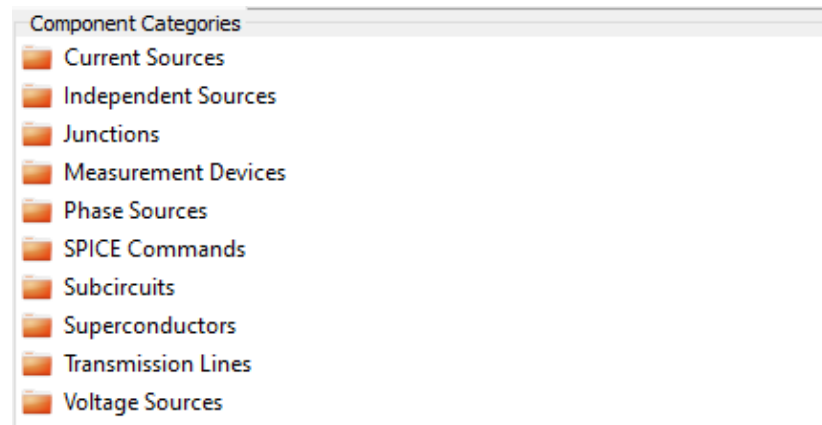 Component Categories
Current Sources
Independent Sources
Junctions
Measurement Devices
Phase Sources
SPICE Commands
Subcircuits
Superconductors
Transmission Lines
Voltage Sources